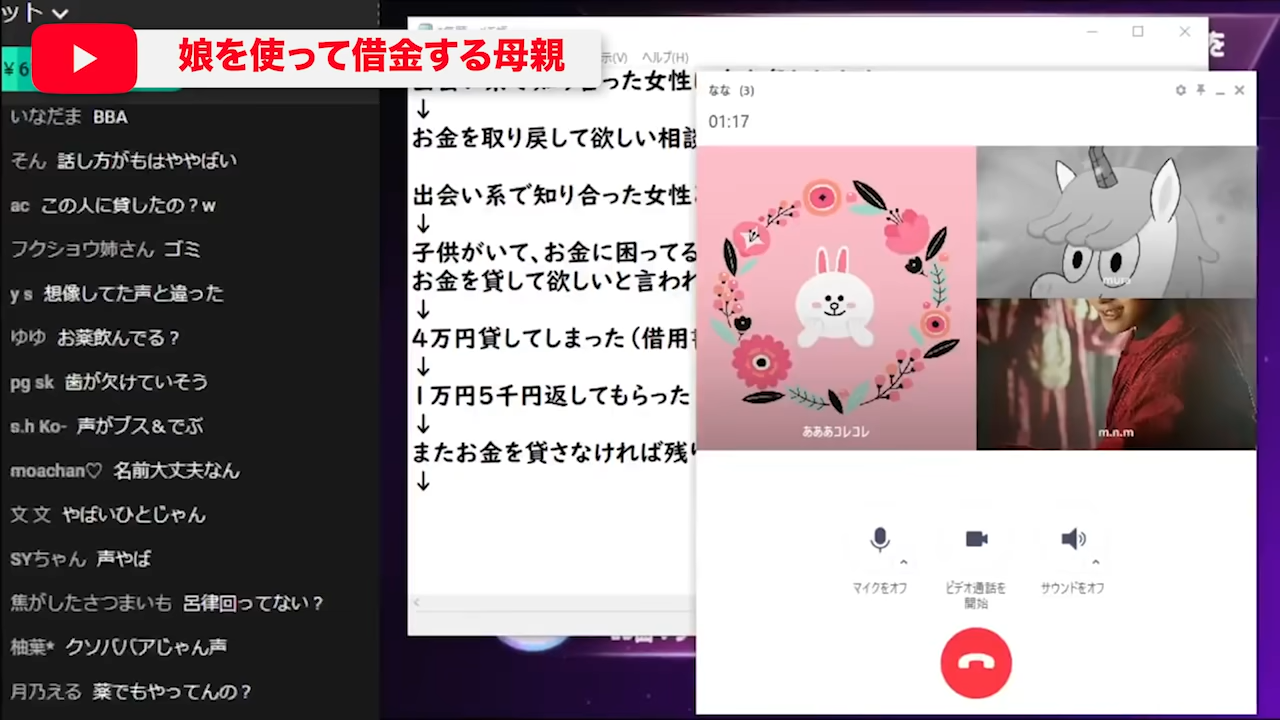 ット
¥6
娘を使って借金する母親
いなだま BBA
そん 話し方がもはややばい
ac この人に貸したの？w
フクショウ姉さん ゴミ
y s 想像してた声と違った
ゆゆ お薬飲んでる？
pg sk 歯が欠けていそう
s.h Ko- 声がブス＆でぶ
moachan♡ 名前大丈夫なん
文 文 やばいひとじゃん
SYちゃん 声やば
焦がしたさつまいも 呂律回ってない？
柚葉* クソババアじゃん声
月乃える 薬でもやってんの？
示(V) ヘルプ(H)
出会い系で知り合った女性
↓
お金を取り戻して欲しい相談
出会い系で知り合った女性
↓
子供がいて、お金に困ってる
お金を貸して欲しいと言われ
↓
4万円貸してしまった（借用
↓
1万円5千円返してもらった
↓
またお金を貸さなければ残り
↓
を
なな (3)
01:17
あああコレコレ
mura
m.n.m
マイクをオフ
ビデオ通話を
開始
サウンドをオフ